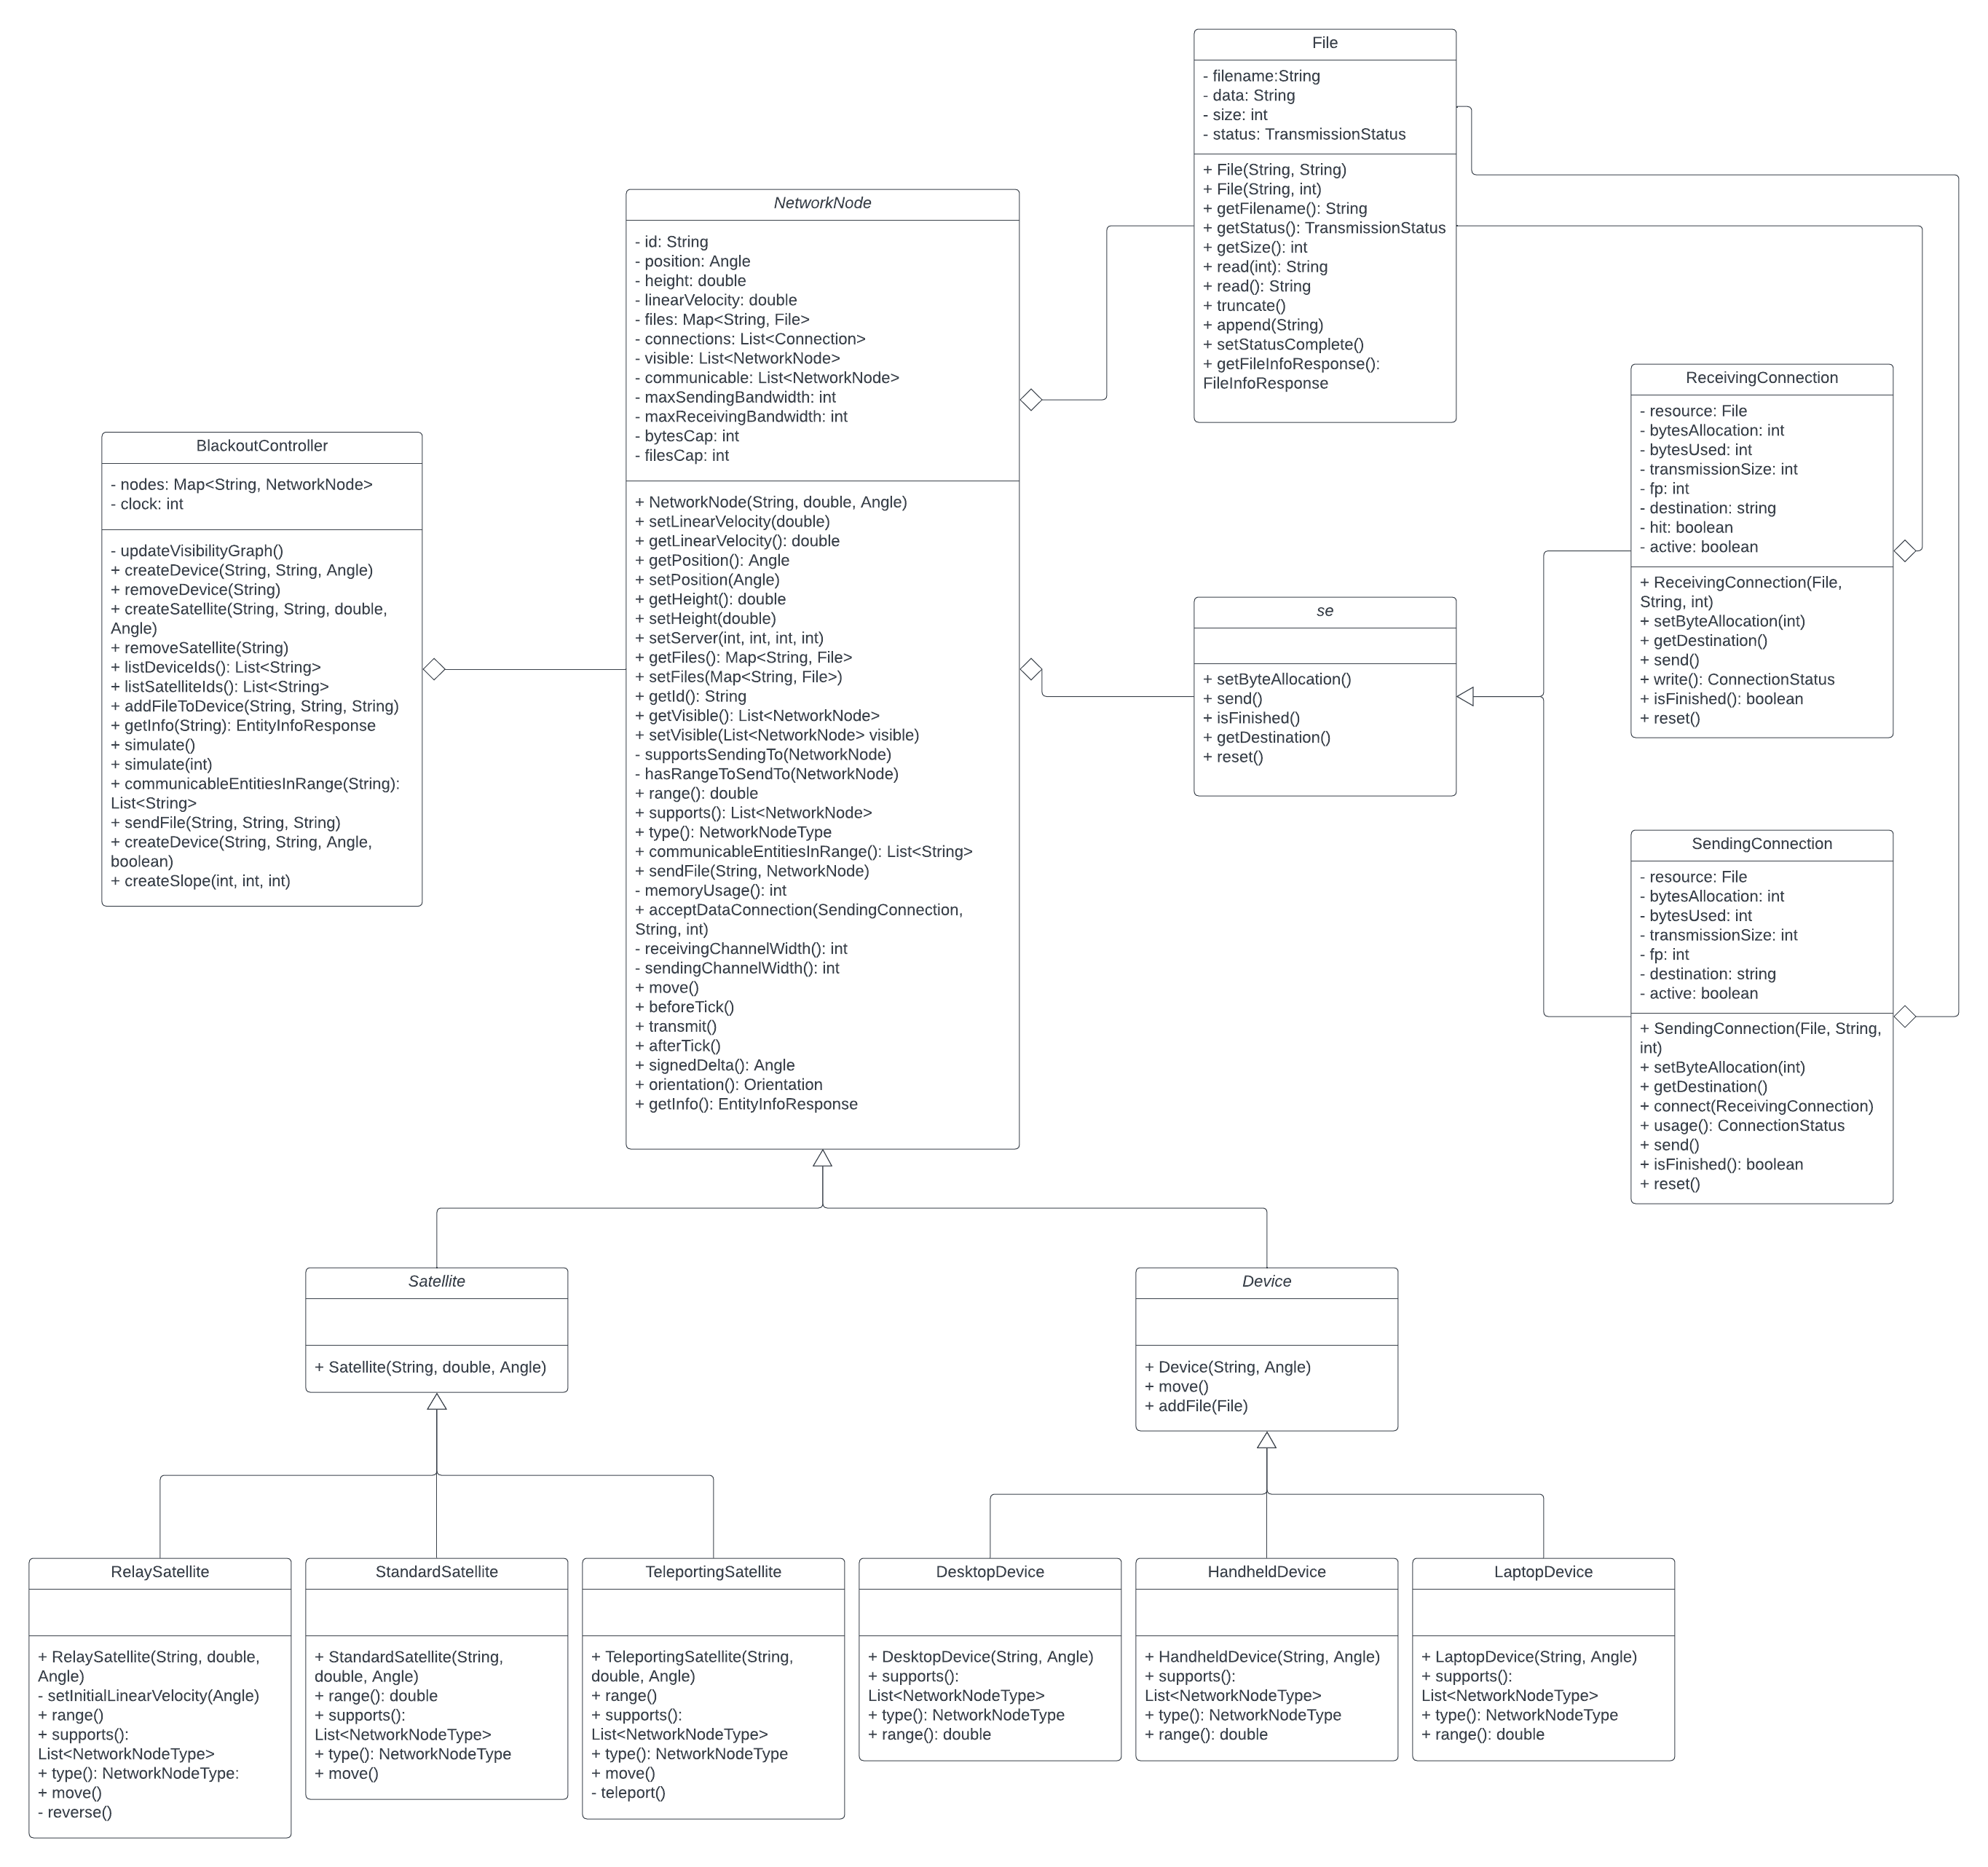 File
- filename:String
- data: String
- size: int
- status: TransmissionStatus
+ File(String, String)
+ File(String, int)
+ getFilename(): String
+ getStatus(): TransmissionStatus
+ getSize(): int
+ read(int): String
+ read(): String
+ truncate()
+ append(String)
+ setStatusComplete()
+ getFileInfoResponse():
FileInfoResponse
NetworkNode
- id: String
- position: Angle
- height: double
- linearVelocity: double
- files: Map<String, File>
- connections: List<Connection>
- visible: List<NetworkNode>
- communicable: List<NetworkNode>
- maxSendingBandwidth: int
- maxReceivingBandwidth: int
- bytesCap: int
- filesCap: int
+ NetworkNode(String, double, Angle)
+ setLinearVelocity(double)
+ getLinearVelocity(): double
+ getPosition(): Angle
+ setPosition(Angle)
+ getHeight(): double
+ setHeight(double)
+ setServer(int, int, int, int)
+ getFiles(): Map<String, File>
+ setFiles(Map<String, File>)
+ getId(): String
+ getVisible(): List<NetworkNode>
+ setVisible(List<NetworkNode> visible)
- supportsSendingTo(NetworkNode)
- hasRangeToSendTo(NetworkNode)
+ range(): double
+ supports(): List<NetworkNode>
+ type(): NetworkNodeType
+ communicableEntitiesInRange(): List<String>
+ sendFile(String, NetworkNode)
- memoryUsage(): int
+ acceptDataConnection(SendingConnection,
String, int)
- receivingChannelWidth(): int
- sendingChannelWidth(): int
+ move()
+ beforeTick()
+ transmit()
+ afterTick()
+ signedDelta(): Angle
+ orientation(): Orientation
+ getInfo(): EntityInfoResponse
BlackoutController
- nodes: Map<String, NetworkNode>
- clock: int
- updateVisibilityGraph()
+ createDevice(String, String, Angle)
+ removeDevice(String)
+ createSatellite(String, String, double,
Angle)
+ removeSatellite(String)
+ listDeviceIds(): List<String>
+ listSatelliteIds(): List<String>
+ addFileToDevice(String, String, String)
+ getInfo(String): EntityInfoResponse
+ simulate()
+ simulate(int)
+ communicableEntitiesInRange(String):
List<String>
+ sendFile(String, String, String)
+ createDevice(String, String, Angle,
boolean)
+ createSlope(int, int, int)
ReceivingConnection
- resource: File
- bytesAllocation: int
- bytesUsed: int
- transmissionSize: int
- fp: int
- destination: string
- hit: boolean
- active: boolean
+ ReceivingConnection(File,
String, int)
+ setByteAllocation(int)
+ getDestination()
+ send()
+ write(): ConnectionStatus
+ isFinished(): boolean
+ reset()
se
+ setByteAllocation()
+ send()
+ isFinished()
+ getDestination()
+ reset()
SendingConnection
- resource: File
- bytesAllocation: int
- bytesUsed: int
- transmissionSize: int
- fp: int
- destination: string
- active: boolean
+ SendingConnection(File, String,
int)
+ setByteAllocation(int)
+ getDestination()
+ connect(ReceivingConnection)
+ usage(): ConnectionStatus
+ send()
+ isFinished(): boolean
+ reset()
Satellite
+ Satellite(String, double, Angle)
Device
+ Device(String, Angle)
+ move()
+ addFile(File)
RelaySatellite
+ RelaySatellite(String, double,
Angle)
- setInitialLinearVelocity(Angle)
+ range()
+ supports():
List<NetworkNodeType>
+ type(): NetworkNodeType:
+ move()
- reverse()
StandardSatellite
+ StandardSatellite(String,
double, Angle)
+ range(): double
+ supports():
List<NetworkNodeType>
+ type(): NetworkNodeType
+ move()
TeleportingSatellite
+ TeleportingSatellite(String,
double, Angle)
+ range()
+ supports():
List<NetworkNodeType>
+ type(): NetworkNodeType
+ move()
- teleport()
DesktopDevice
+ DesktopDevice(String, Angle)
+ supports():
List<NetworkNodeType>
+ type(): NetworkNodeType
+ range(): double
HandheldDevice
+ HandheldDevice(String, Angle)
+ supports():
List<NetworkNodeType>
+ type(): NetworkNodeType
+ range(): double
LaptopDevice
+ LaptopDevice(String, Angle)
+ supports():
List<NetworkNodeType>
+ type(): NetworkNodeType
+ range(): double